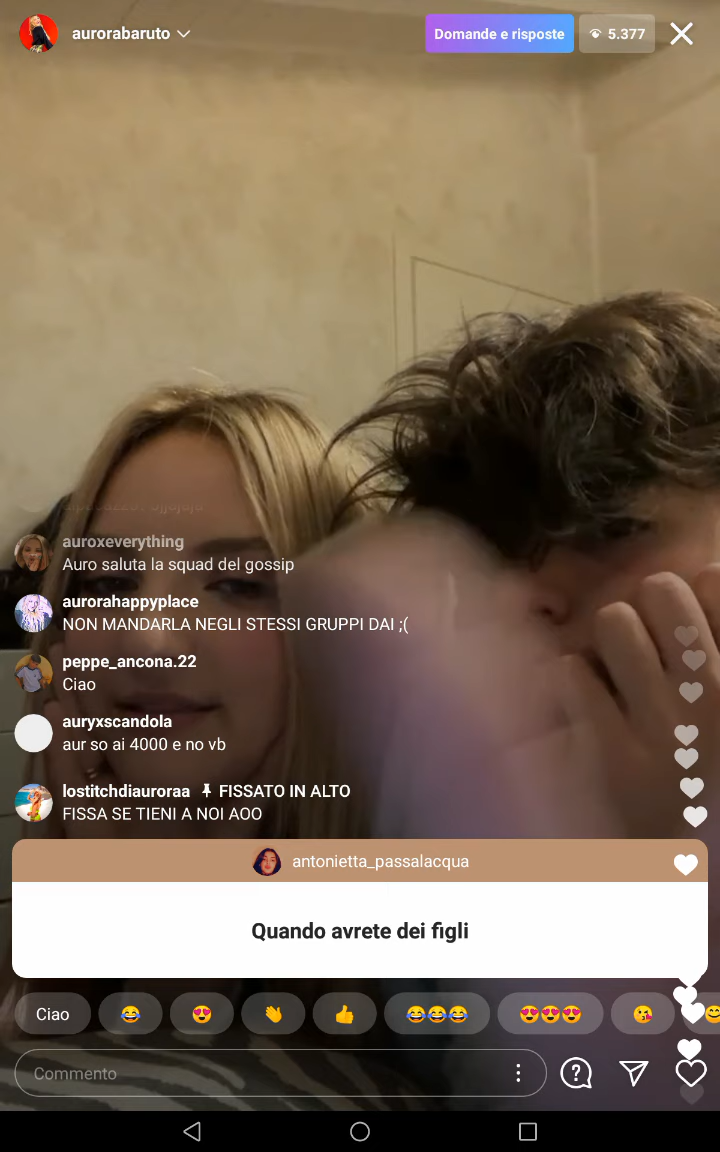 aurorabaruto
Domande e risposte
5.377
auroxeverything
Auro saluta la squad del gossip
aurorahappyplace
NON MANDARLA NEGLI STESSI GRUPPI DAI ;(
peppe_ancona.22
Ciao
auryxscandola
aur so ai 4000 e no vb
lostitchdiauroraa FISSATO IN ALTO
FISSA SE TIENI A NOI AOO
antonietta_passalacqua
Quando avrete dei figli
Ciao
Commento